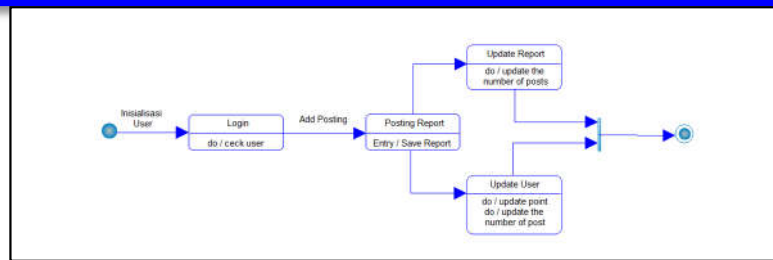 Inisialisasi
User
Login
do / ceck user
Add Posting
Posting Report
Entry / Save Report
Update Report
do / update the
number of posts
Update User
do / update point
do / update the
number of post